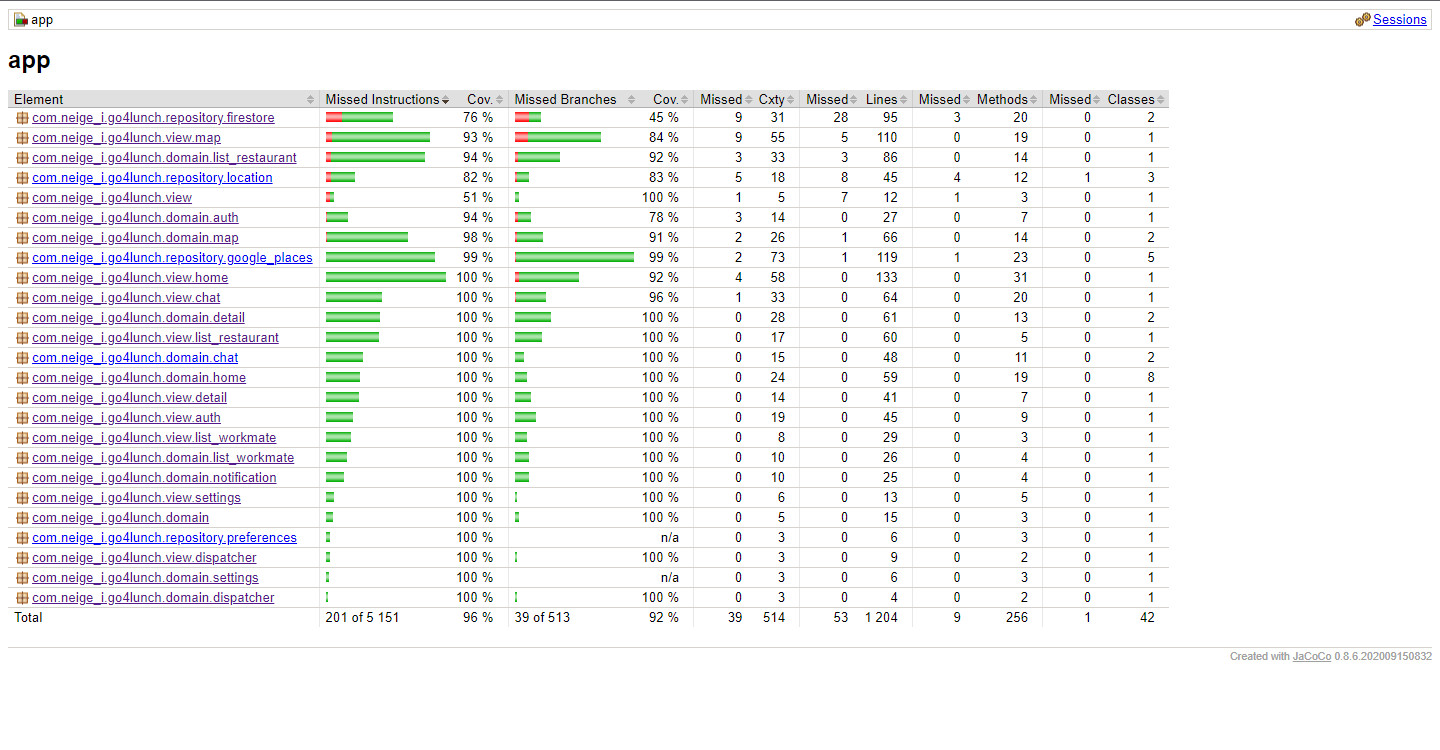 app Sessions
app
Element Missed Instructions Cov. Missed Branches Cov. Missed Cxty Missed Lines Missed Methods Missed Classes
com.neige_i.go4lunch.repository.firestore 76 % 45 % 9 31 28 95 3 20 0 2
com.neige_i.go4lunch.view.map 93 % 84 % 9 55 5 110 0 19 0 1
com.neige_i.go4lunch.domain.list_restaurant 94 % 92 % 3 33 3 86 0 14 0 1
com.neige_i.go4lunch.repository.location 82 % 83 % 5 18 8 45 4 12 1 3
com.neige_i.go4lunch.view 51 % 100 % 1 5 7 12 1 3 0 1
com.neige_i.go4lunch.domain.auth 94 % 78 % 3 14 0 27 0 7 0 1
com.neige_i.go4lunch.domain.map 98 % 91 % 2 26 1 66 0 14 0 2
com.neige_i.go4lunch.repository.google_places 99 % 99 % 2 73 1 119 1 23 0 5
com.neige_i.go4lunch.view.home 100 % 92 % 4 58 0 133 0 31 0 1
com.neige_i.go4lunch.view.chat 100 % 96 % 1 33 0 64 0 20 0 1
com.neige_i.go4lunch.domain.detail 100 % 100 % 0 28 0 61 0 13 0 2
com.neige_i.go4lunch.view.list_restaurant 100 % 100 % 0 17 0 60 0 5 0 1
com.neige_i.go4lunch.domain.chat 100 % 100 % 0 15 0 48 0 11 0 2
com.neige_i.go4lunch.domain.home 100 % 100 % 0 24 0 59 0 19 0 8
com.neige_i.go4lunch.view.detail 100 % 100 % 0 14 0 41 0 7 0 1
com.neige_i.go4lunch.view.auth 100 % 100 % 0 19 0 45 0 9 0 1
com.neige_i.go4lunch.view.list_workmate 100 % 100 % 0 8 0 29 0 3 0 1
com.neige_i.go4lunch.domain.list_workmate 100 % 100 % 0 10 0 26 0 4 0 1
com.neige_i.go4lunch.domain.notification 100 % 100 % 0 10 0 25 0 4 0 1
com.neige_i.go4lunch.view.settings 100 % 100 % 0 6 0 13 0 5 0 1
com.neige_i.go4lunch.domain 100 % 100 % 0 5 0 15 0 3 0 1
com.neige_i.go4lunch.repository.preferences 100 % n/a 0 3 0 6 0 3 0 1
com.neige_i.go4lunch.view.dispatcher 100 % 100 % 0 3 0 9 0 2 0 1
com.neige_i.go4lunch.domain.settings 100 % n/a 0 3 0 6 0 3 0 1
com.neige_i.go4lunch.domain.dispatcher 100 % 100 % 0 3 0 4 0 2 0 1
Total 201 of 5 151 96 % 39 of 513 92 % 39 514 53 1 204 9 256 1 42
Created with JaCoCo 0.8.6.202009150832